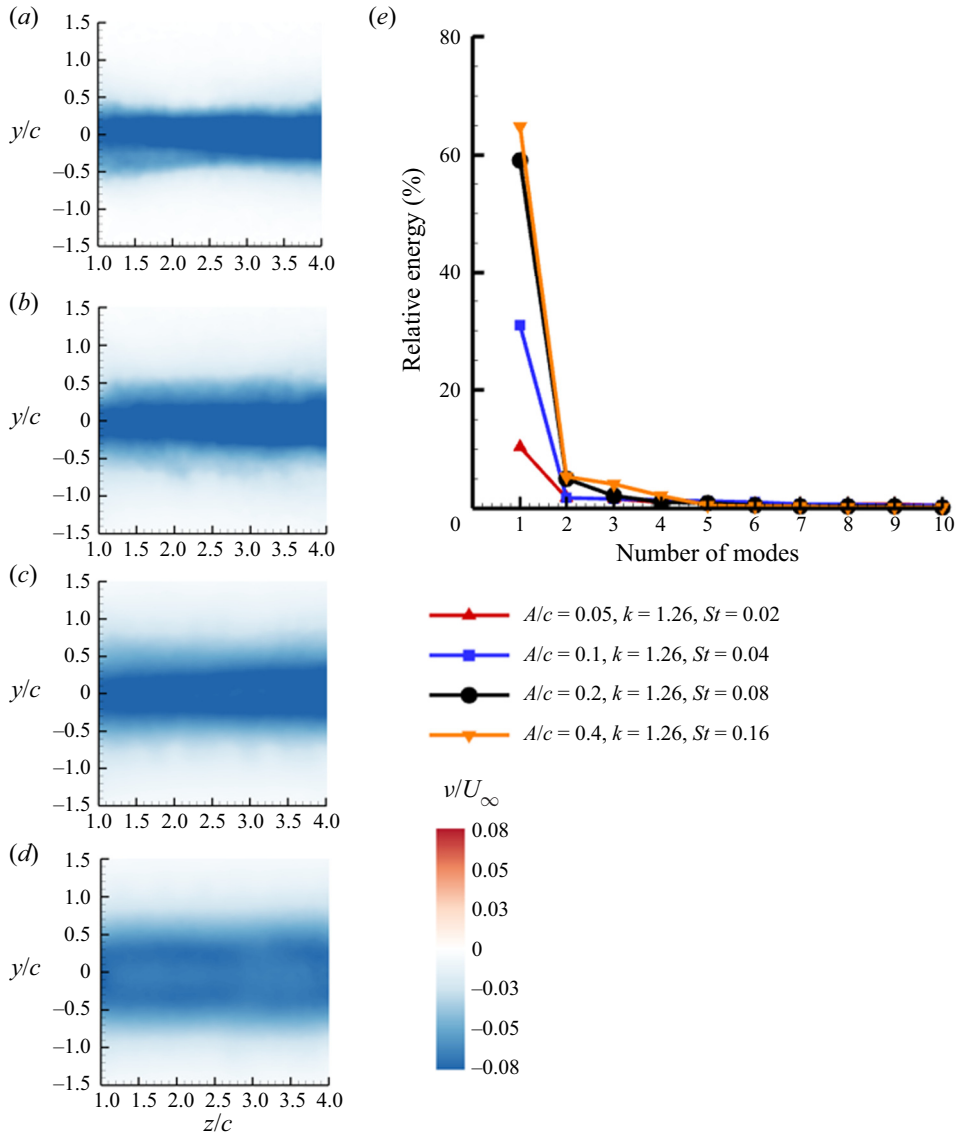 (a)
1.5
1.0
0.5
y/c
0
–0.5
–1.0
–1.5
1.0 1.5 2.0 2.5 3.0 3.5 4.0
(b)
1.5
1.0
0.5
y/c
0
–0.5
–1.0
–1.5
1.0 1.5 2.0 2.5 3.0 3.5 4.0
(c)
1.5
1.0
0.5
y/c
0
–0.5
–1.0
–1.5
1.0 1.5 2.0 2.5 3.0 3.5 4.0
(d)
1.5
1.0
0.5
y/c
0
–0.5
–1.0
–1.5
1.0 1.5 2.0 2.5 3.0 3.5 4.0
z/c
(e)
80
60
40
20
0
Relative energy (%)
1 2 3 4 5 6 7 8 9 10
Number of modes
A/c = 0.05, k = 1.26, St = 0.02
A/c = 0.1, k = 1.26, St = 0.04
A/c = 0.2, k = 1.26, St = 0.08
A/c = 0.4, k = 1.26, St = 0.16
v/U∞
0.08
0.05
0.03
0
–0.03
–0.05
–0.08